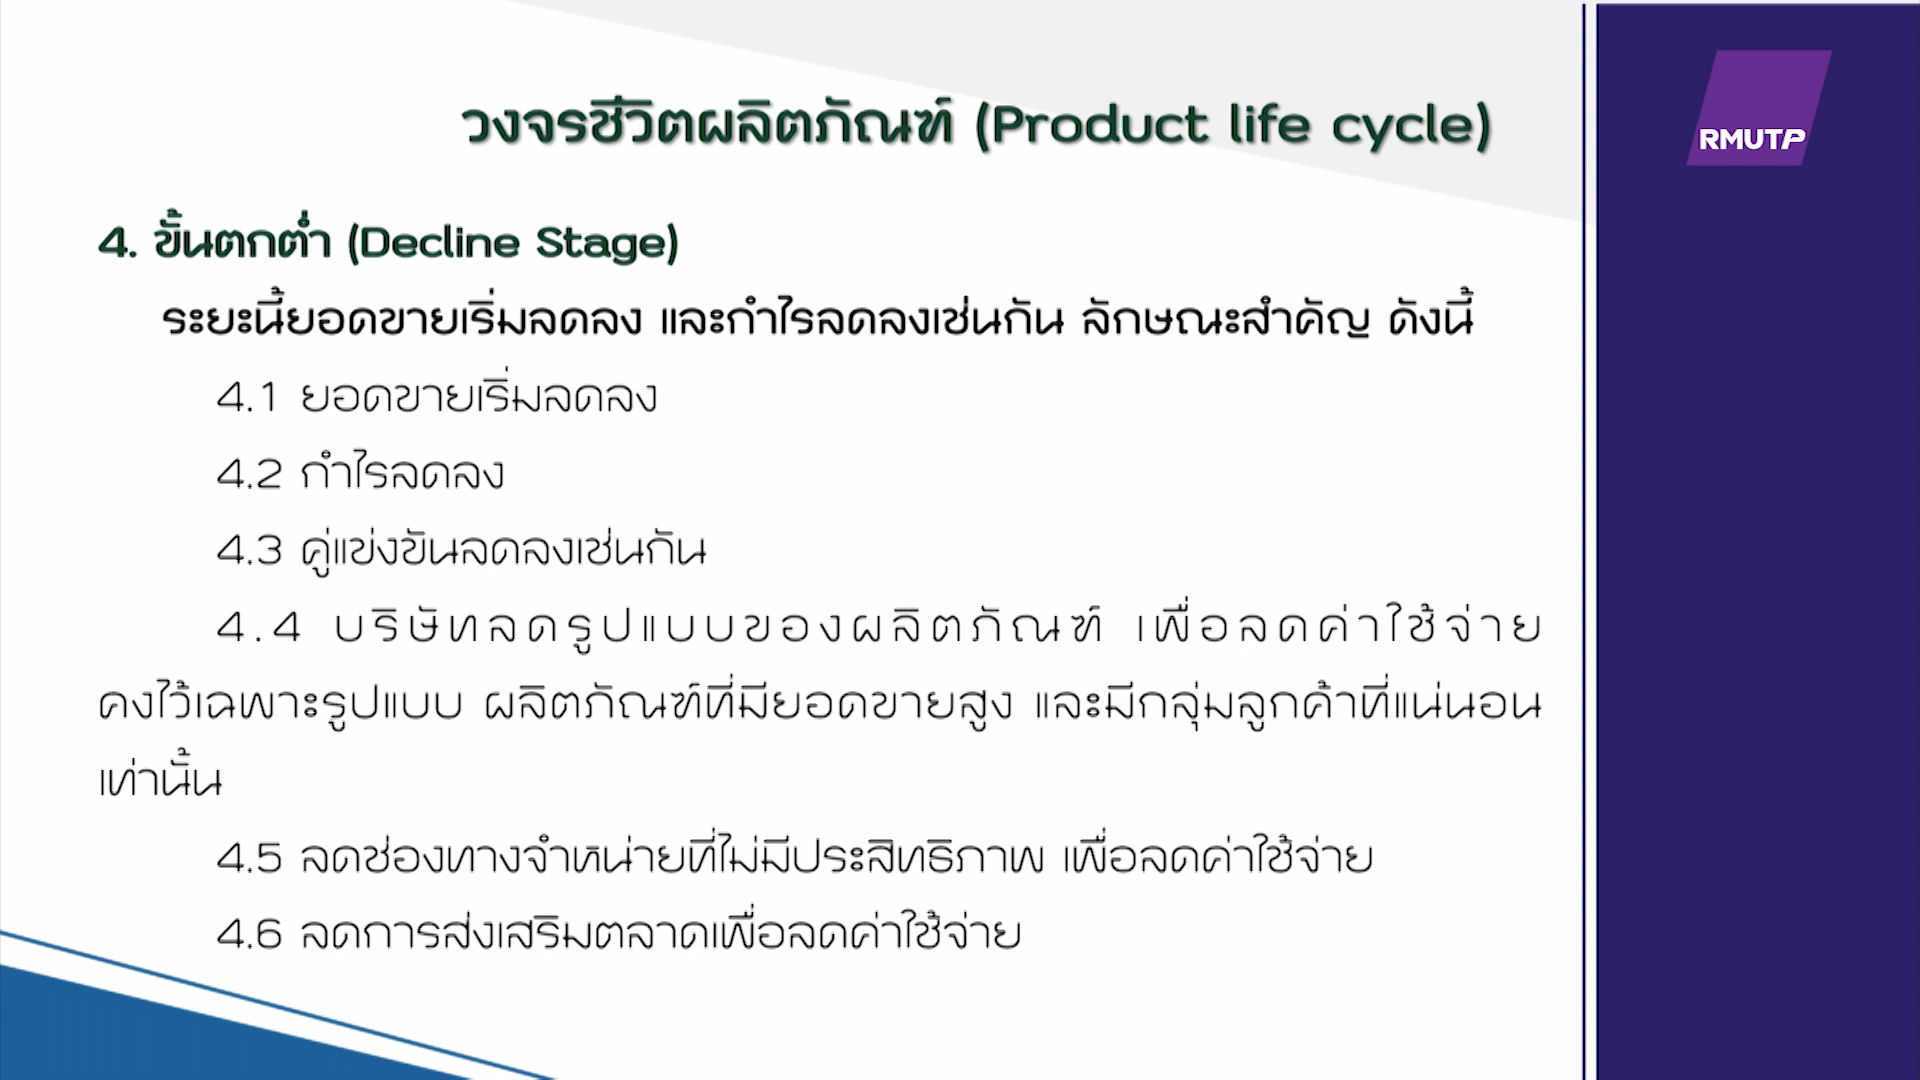 วงจรชีวิตผลิตภัณฑ์ (Product life cycle)
RMUTP
4. ขั้นตกต่ำ (Decline Stage)
ระยะนี้ยอดขายเริ่มลดลง และกำไรลดลงเช่นกัน ลักษณะสำคัญ ดังนี้
4.1 ยอดขายเริ่มลดลง
4.2 กำไรลดลง
4.3 คู่แข่งขันลดลงเช่นกัน
4.4 บริษัทลดรูปแบบของผลิตภัณฑ์ เพื่อลดค่าใช้จ่าย
คงไว้เฉพาะรูปแบบ ผลิตภัณฑ์ที่มียอดขายสูง และมีกลุ่มลูกค้าที่แน่นอน
เท่านั้น
4.5 ลดช่องทางจำหน่ายที่ไม่มีประสิทธิภาพ เพื่อลดค่าใช้จ่าย
4.6 ลดการส่งเสริมตลาดเพื่อลดค่าใช้จ่าย